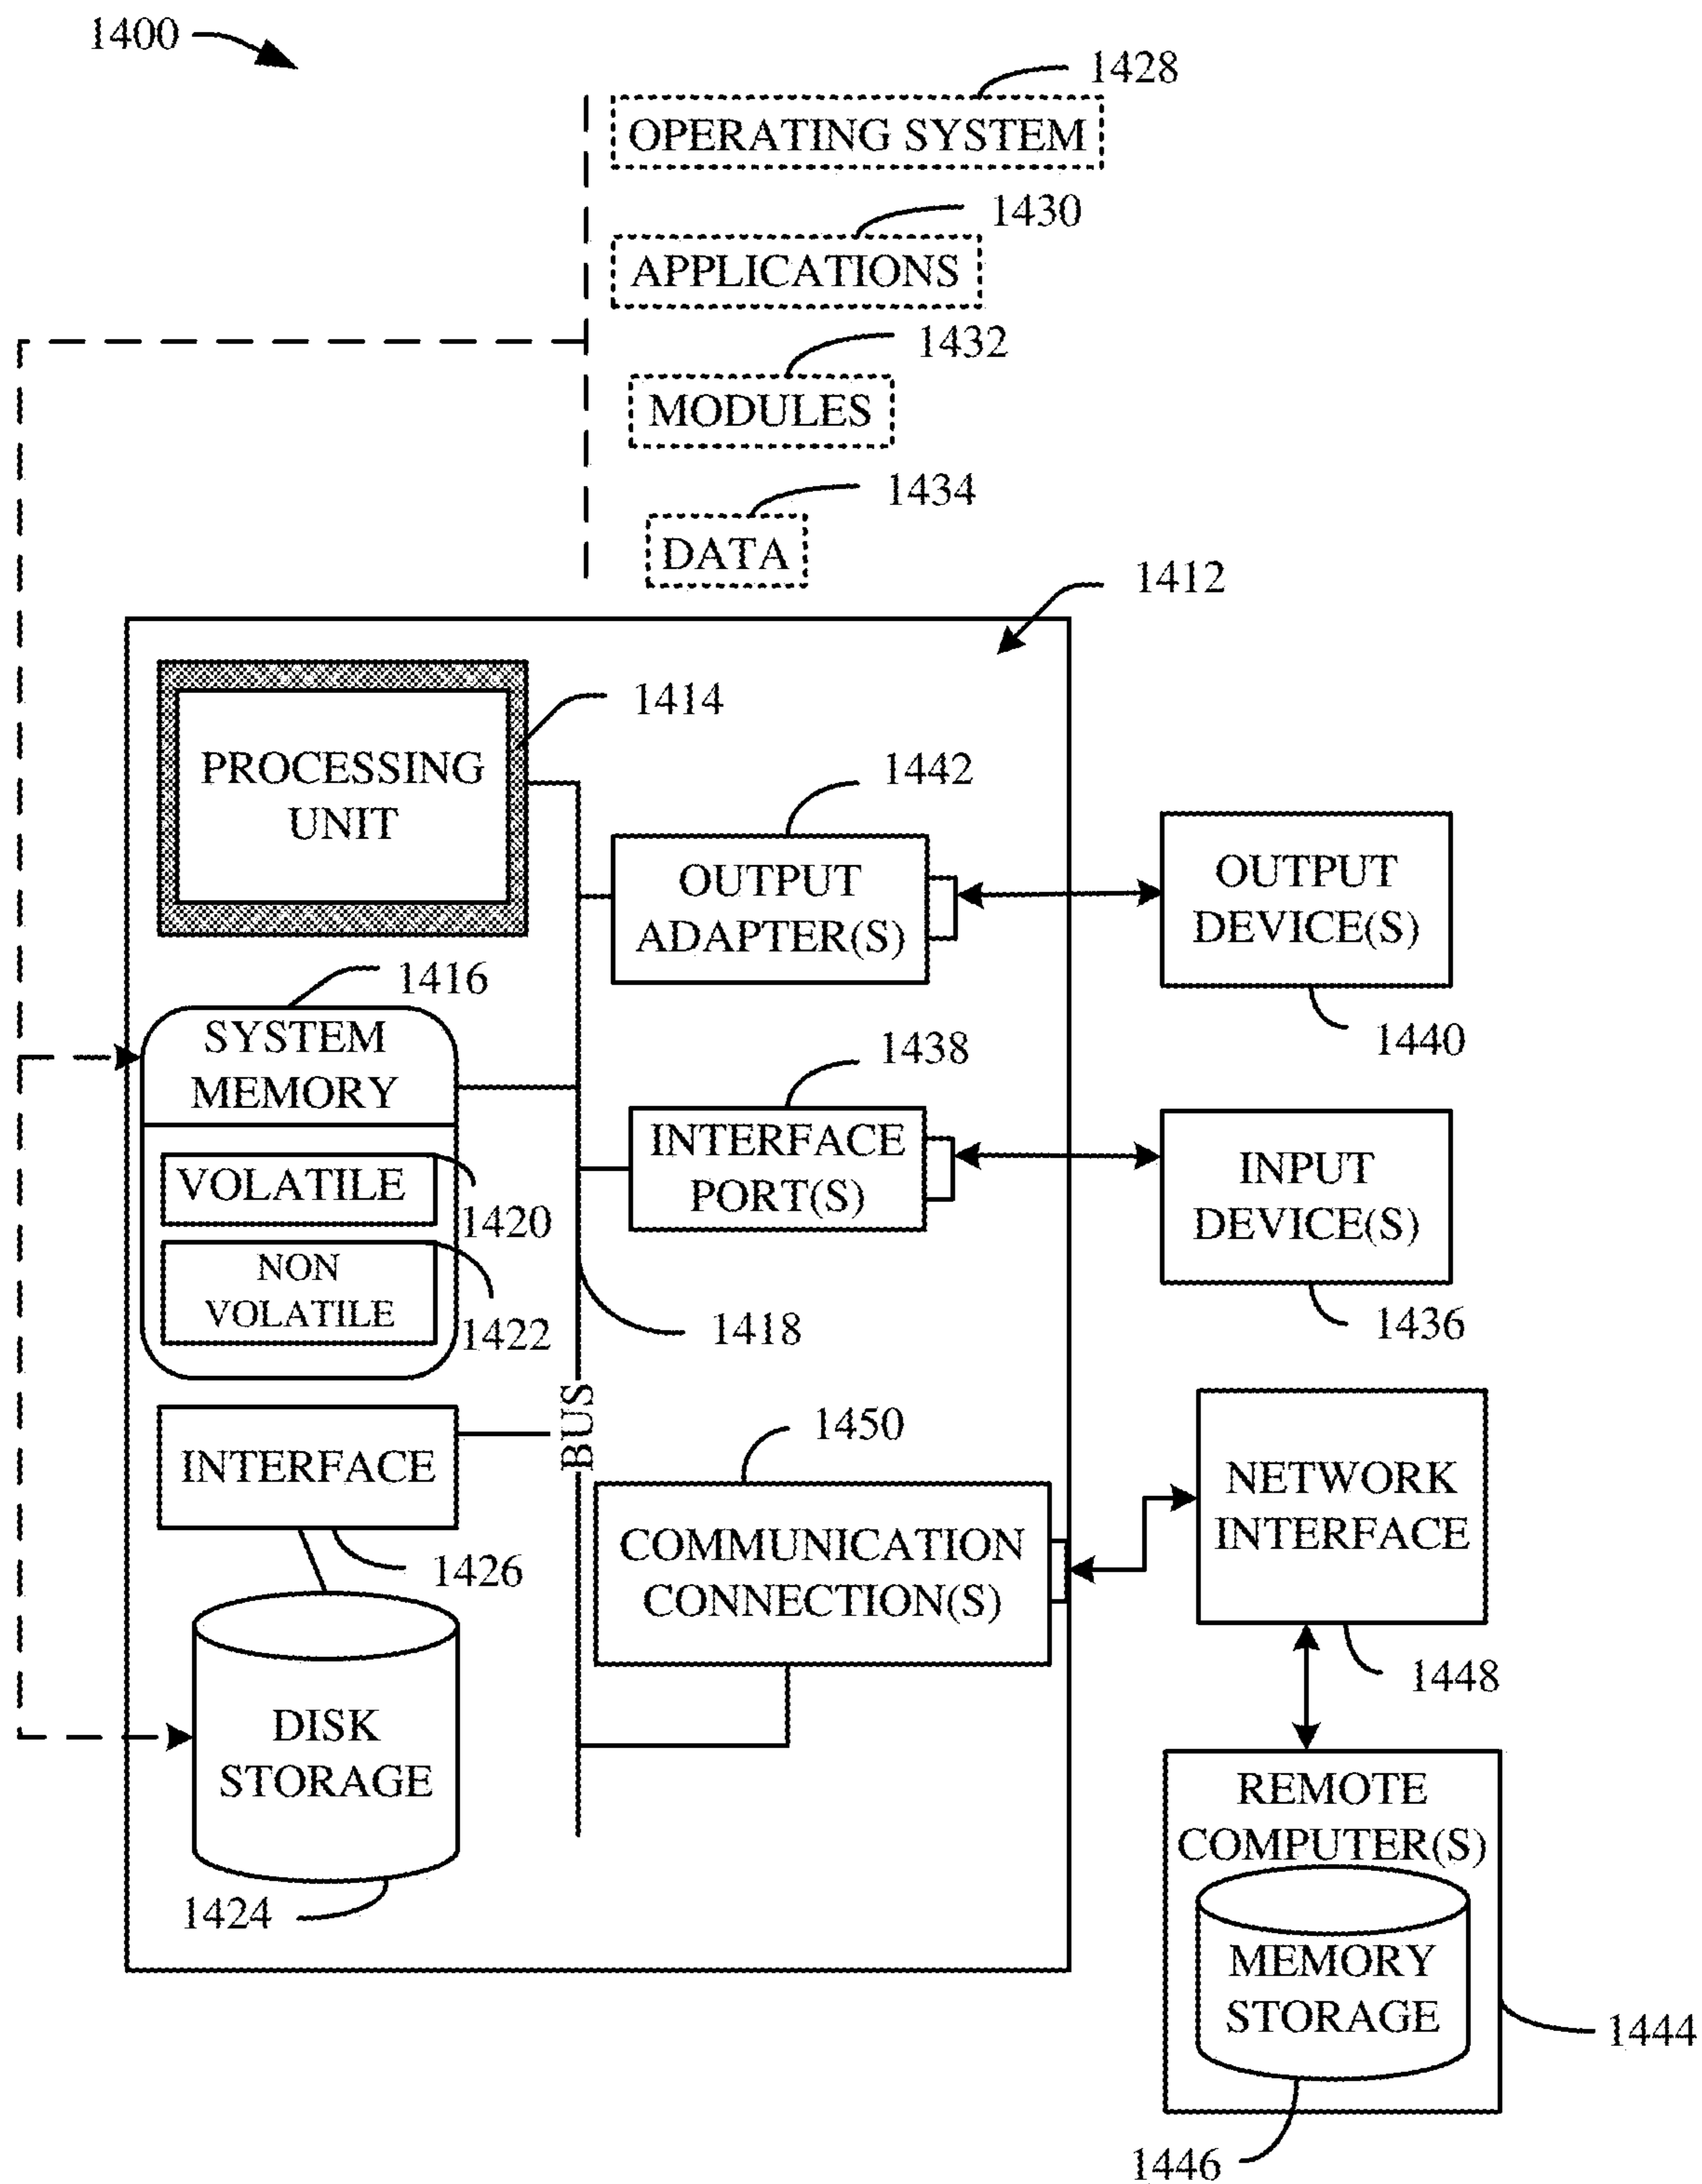 1400
1428
OPERATING SYSTEM
1430
APPLICATIONS
1432
MODULES
1434
DATA
1412
1414
PROCESSING
UNIT
1442
OUTPUT
ADAPTER(S)
OUTPUT
DEVICE(S)
1440
1416
SYSTEM
MEMORY
VOLATILE
1420
NON
VOLATILE
1422
1438
INTERFACE
PORT(S)
INPUT
DEVICE(S)
1436
1418
BUS
INTERFACE
1426
1450
COMMUNICATION
CONNECTION(S)
NETWORK
INTERFACE
1448
DISK
STORAGE
1424
REMOTE
COMPUTER(S)
MEMORY
STORAGE
1444
1446